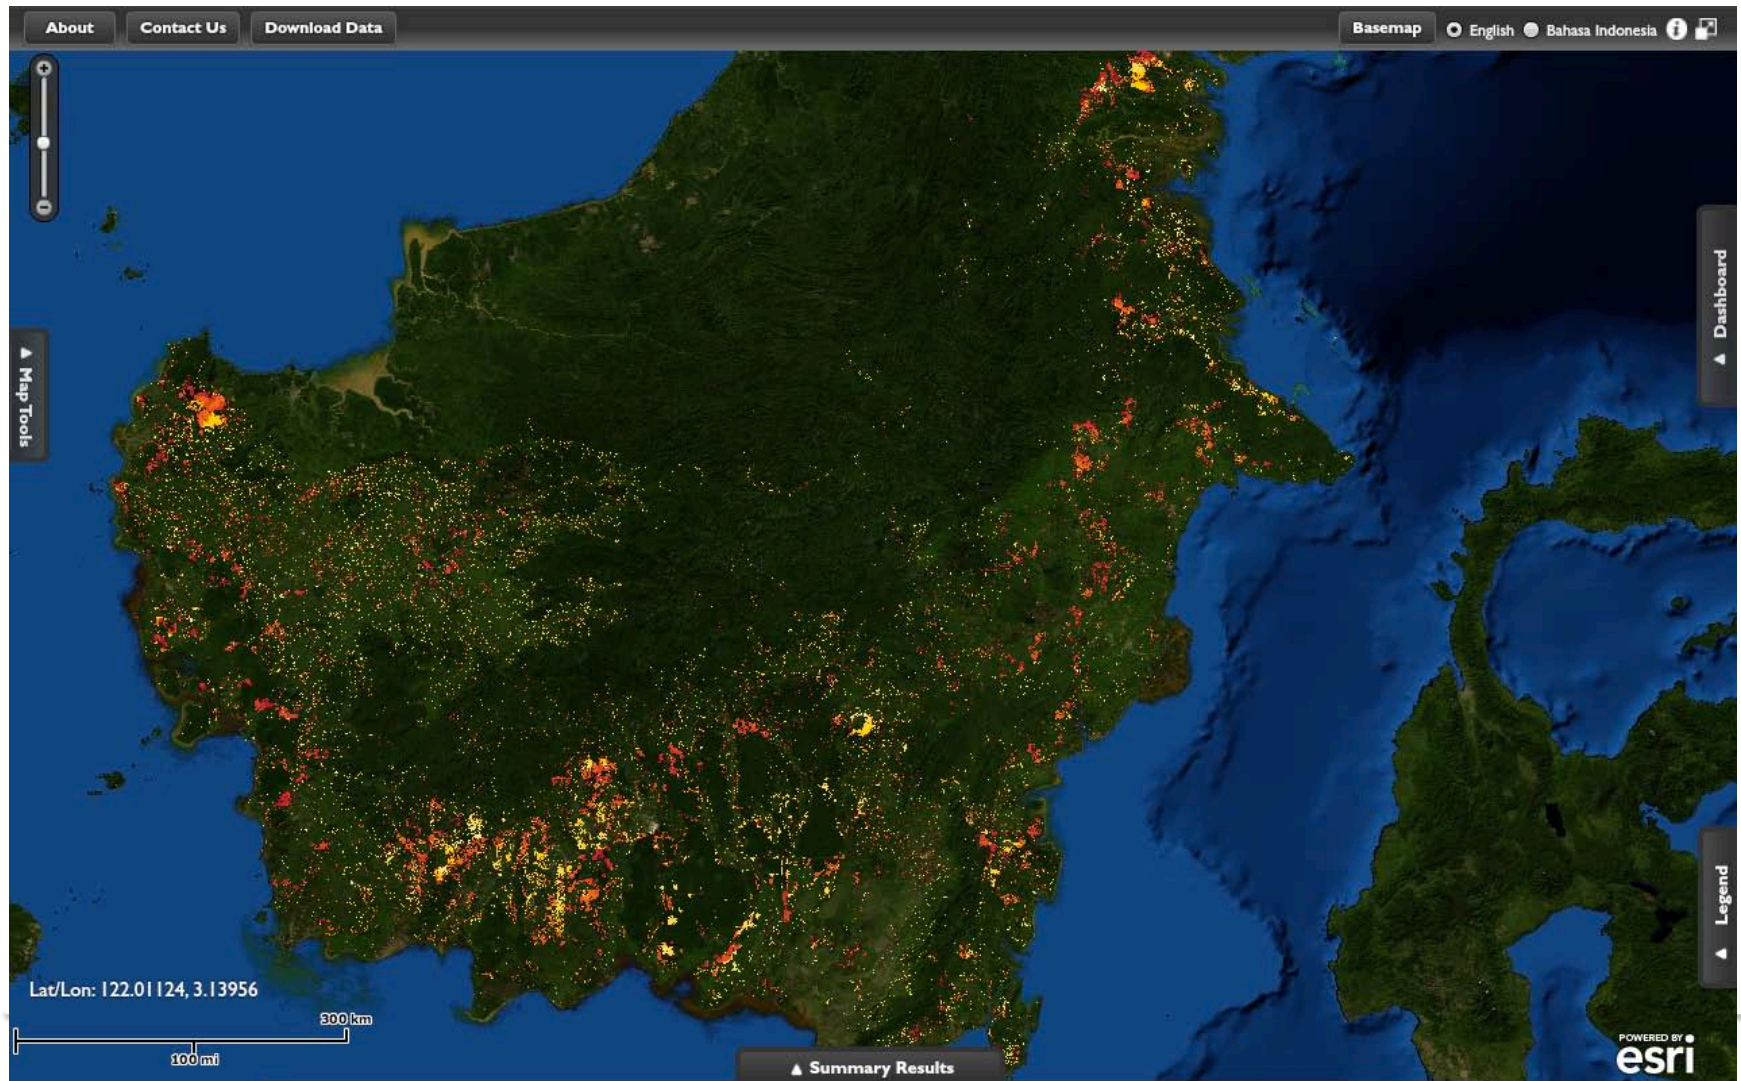 About
Contact Us
Download Data
Basemap
English
Bahasa Indonesia
i
+
-
Dashboard
Map Tools
Legend
Lat/Lon: 122.01124, 3.13956
300 km
100 mi
Summary Results
POWERED BY
esri